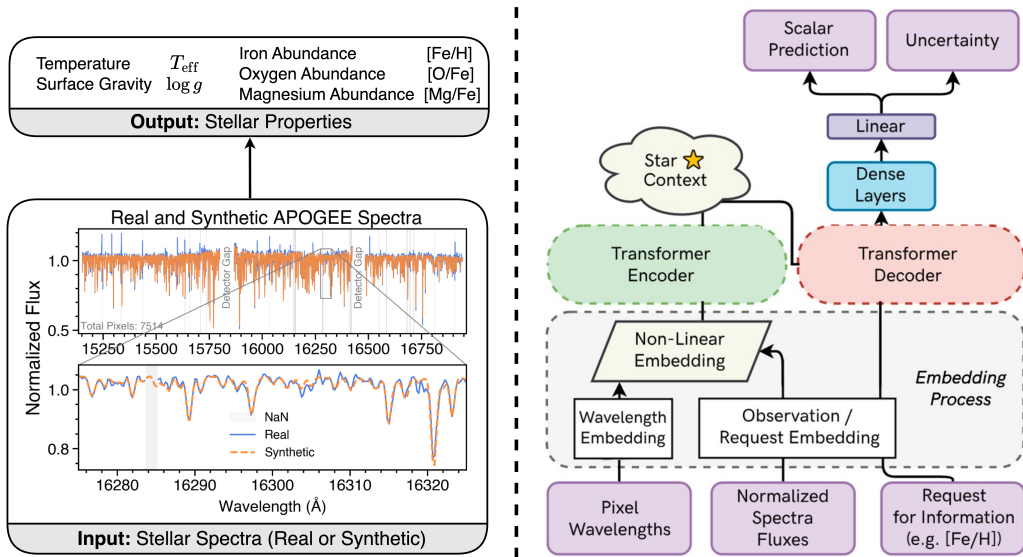 Temperature T_eff
Surface Gravity log g
Iron Abundance [Fe/H]
Oxygen Abundance [O/Fe]
Magnesium Abundance [Mg/Fe]
Output: Stellar Properties
Real and Synthetic APOGEE Spectra
Normalized Flux
1.0
0.5
Detector Gap
Detector Gap
Total Pixels: 7514
15250 15500 15750 16000 16250 16500 16750
1.0
0.8
NaN
Real
Synthetic
16280 16290 16300 16310 16320
Wavelength (Å)
Input: Stellar Spectra (Real or Synthetic)
Scalar
Prediction
Uncertainty
Linear
Dense
Layers
Star
Context
Transformer
Encoder
Transformer
Decoder
Non-Linear
Embedding
Embedding
Process
Wavelength
Embedding
Observation /
Request Embedding
Pixel
Wavelengths
Normalized
Spectra
Fluxes
Request
for Information
(e.g. [Fe/H])